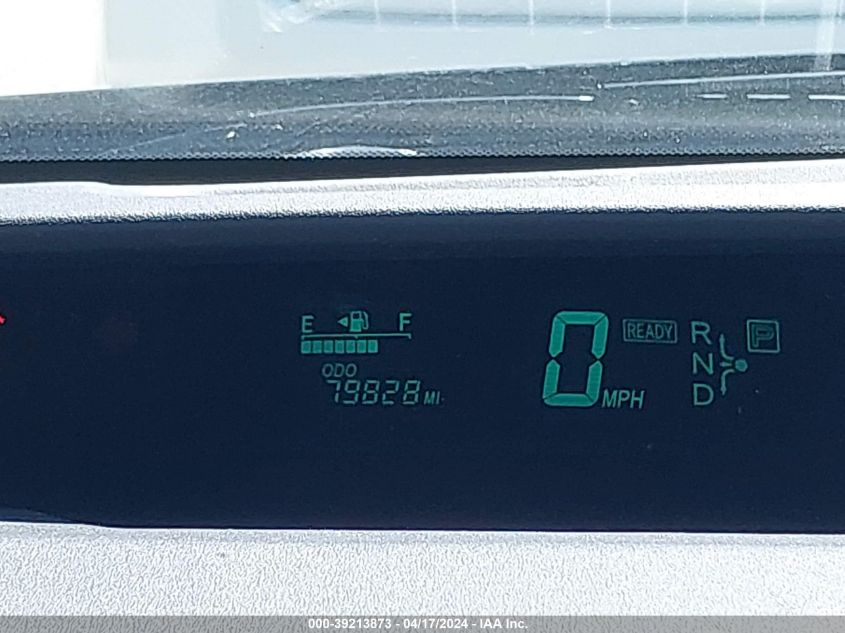 E F
ODO
79828 MI
0 MPH
READY
R
N
D
P
000-39213873 - 04/17/2024 - IAA Inc.